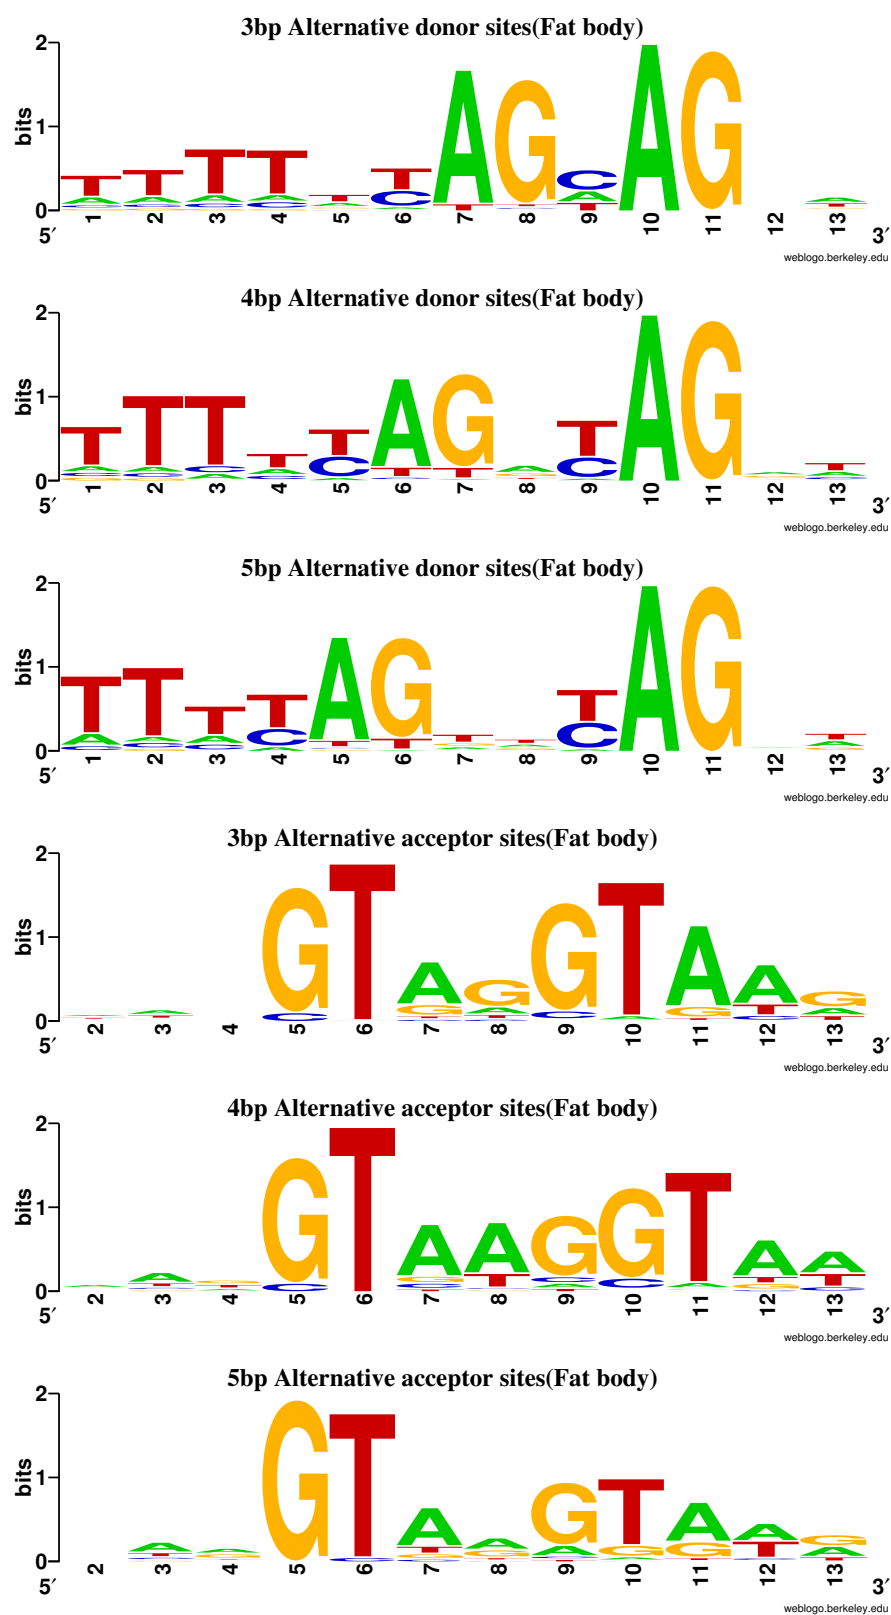 3bp Alternative donor sites(Fat body)
2
bits
1
0
1 2 3 4 5 6 7 8 9 10 11 12 13
5′ 3′
weblogo.berkeley.edu
4bp Alternative donor sites(Fat body)
2
bits
1
0
1 2 3 4 5 6 7 8 9 10 11 12 13
5′ 3′
weblogo.berkeley.edu
5bp Alternative donor sites(Fat body)
2
bits
1
0
1 2 3 4 5 6 7 8 9 10 11 12 13
5′ 3′
weblogo.berkeley.edu
3bp Alternative acceptor sites(Fat body)
2
bits
1
0
2 3 4 5 6 7 8 9 10 11 12 13
5′ 3′
weblogo.berkeley.edu
4bp Alternative acceptor sites(Fat body)
2
bits
1
0
2 3 4 5 6 7 8 9 10 11 12 13
5′ 3′
weblogo.berkeley.edu
5bp Alternative acceptor sites(Fat body)
2
bits
1
0
2 3 4 5 6 7 8 9 10 11 12 13
5′ 3′
weblogo.berkeley.edu